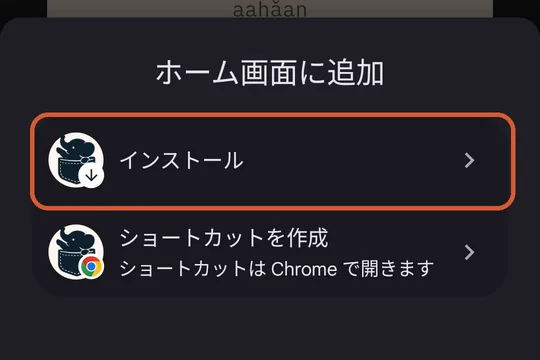 aahǎan
ホーム画面に追加
インストール
ショートカットを作成
ショートカットは Chrome で開きます